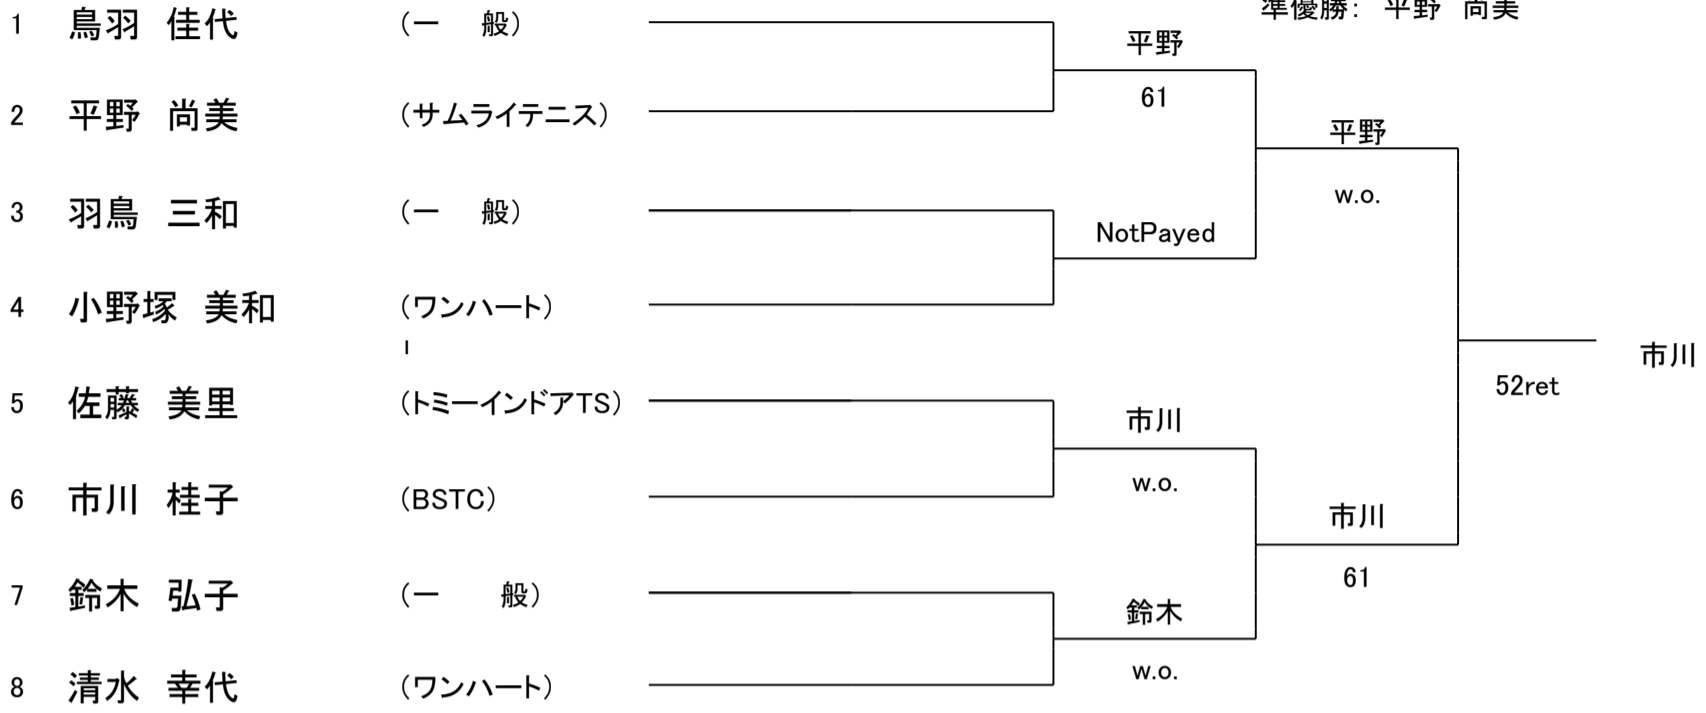 準優勝： 平野 尚美
1 鳥羽 佳代 （一 般）
平野
61
2 平野 尚美 （サムライテニス）
平野
w.o.
3 羽鳥 三和 （一 般）
NotPayed
4 小野塚 美和 （ワンハート）
市川
52ret
5 佐藤 美里 （トミーインドアTS）
市川
w.o.
6 市川 桂子 （BSTC）
市川
61
7 鈴木 弘子 （一 般）
鈴木
w.o.
8 清水 幸代 （ワンハート）